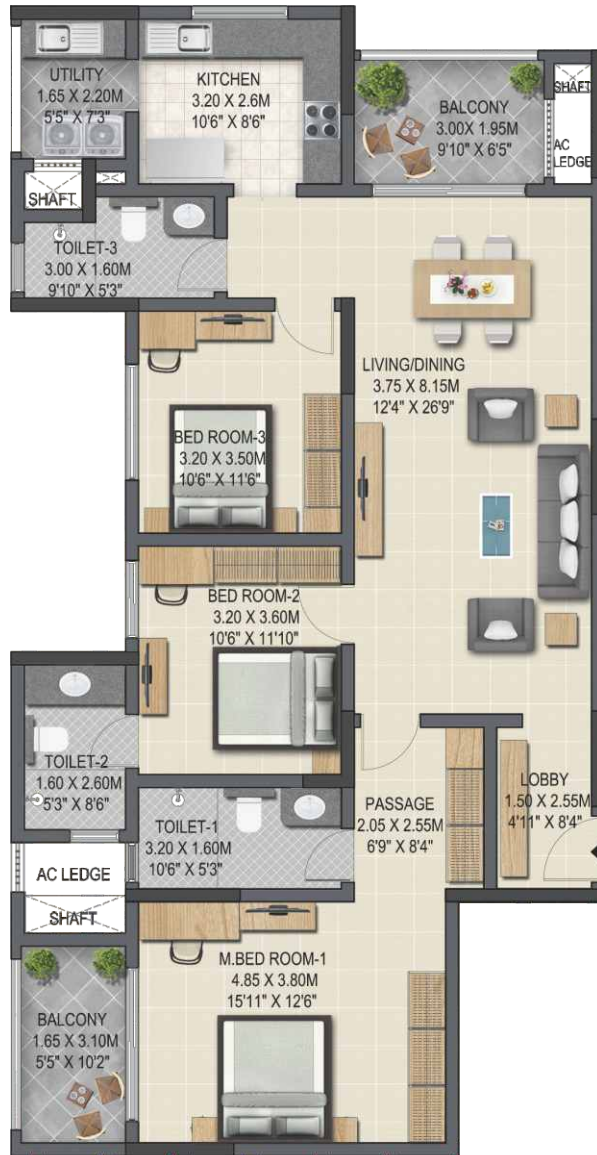 UTILITY
1.65 X 2.20M
5'5" X 7'3"
KITCHEN
3.20 X 2.6M
10'6" X 8'6"
BALCONY
3.00X 1.95M
9'10" X 6'5"
SHAFT
AC
LEDGE
SHAFT
TOILET-3
3.00 X 1.60M
9'10" X 5'3"
LIVING/DINING
3.75 X 8.15M
12'4" X 26'9"
BED ROOM-3
3.20 X 3.50M
10'6" X 11'6"
BED ROOM-2
3.20 X 3.60M
10'6" X 11'10"
TOILET-2
1.60 X 2.60M
5'3" X 8'6"
TOILET-1
3.20 X 1.60M
10'6" X 5'3"
PASSAGE
2.05 X 2.55M
6'9" X 8'4"
LOBBY
1.50 X 2.55M
4'11" X 8'4"
AC LEDGE
SHAFT
M.BED ROOM-1
4.85 X 3.80M
15'11" X 12'6"
BALCONY
1.65 X 3.10M
5'5" X 10'2"